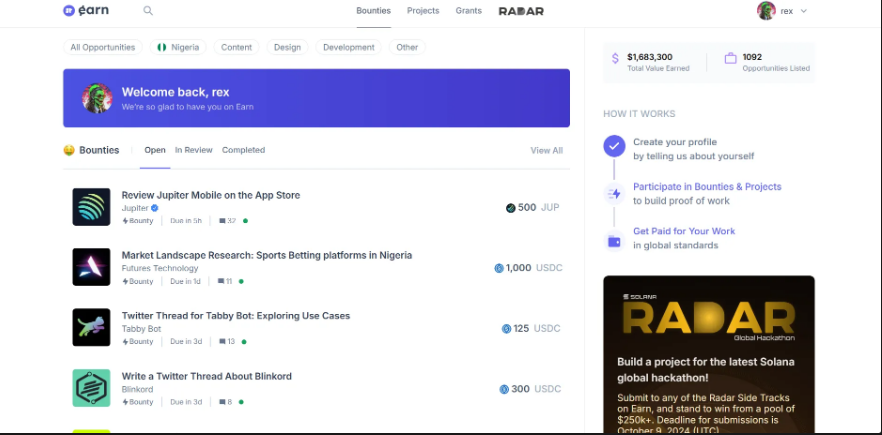 earn
Bounties
Projects
Grants
RADAR
rex
All Opportunities
Nigeria
Content
Design
Development
Other
Welcome back, rex
We're so glad to have you on Earn
Bounties
Open
In Review
Completed
View All
Review Jupiter Mobile on the App Store
Jupiter
Bounty
Due in 5h
32
500 JUP
Market Landscape Research: Sports Betting platforms in Nigeria
Futures Technology
Bounty
Due in 1d
11
1,000 USDC
Twitter Thread for Tabby Bot: Exploring Use Cases
Tabby Bot
Bounty
Due in 3d
13
125 USDC
Write a Twitter Thread About Blinkord
Blinkord
Bounty
Due in 3d
8
300 USDC
$1,683,300
Total Value Earned
1092
Opportunities Listed
HOW IT WORKS
Create your profile
by telling us about yourself
Participate in Bounties & Projects
to build proof of work
Get Paid for Your Work
in global standards
SOLANA
RADAR
Global Hackathon
Build a project for the latest Solana
global hackathon!
Submit to any of the Radar Side Tracks
on Earn, and stand to win from a pool of
$250k+. Deadline for submissions is
October 9, 2024 (UTC)